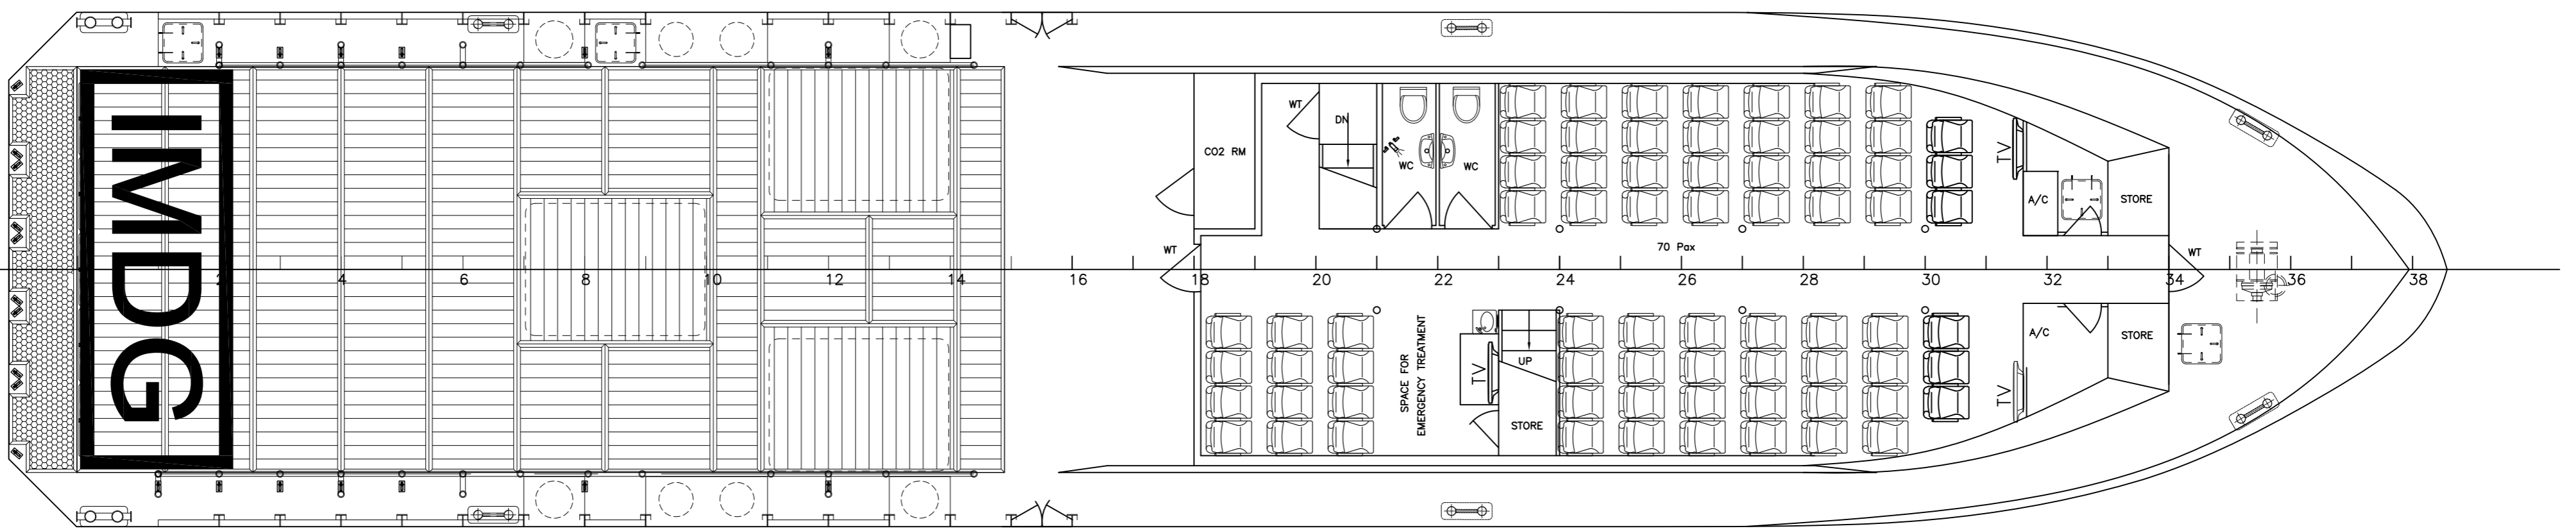 IMDG
WT
DN
CO2 RM
WC
WC
TV
A/C
STORE
70 Pax
WT
WT
2
4
6
8
10
12
14
16
18
20
22
24
26
28
30
32
34
36
38
SPACE FOR
EMERGENCY TREATMENT
TV
UP
STORE
A/C
STORE
TV